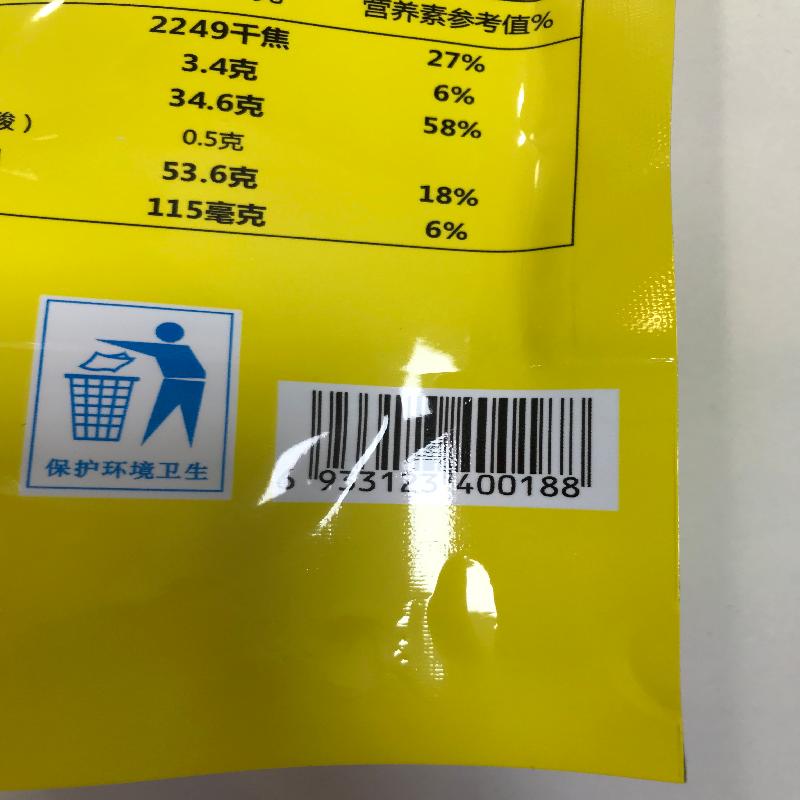 营养素参考值%
2249千焦 27%
3.4克 6%
34.6克 58%
酸）
0.5克
53.6克 18%
115毫克 6%
保护环境卫生
6 933123 400188